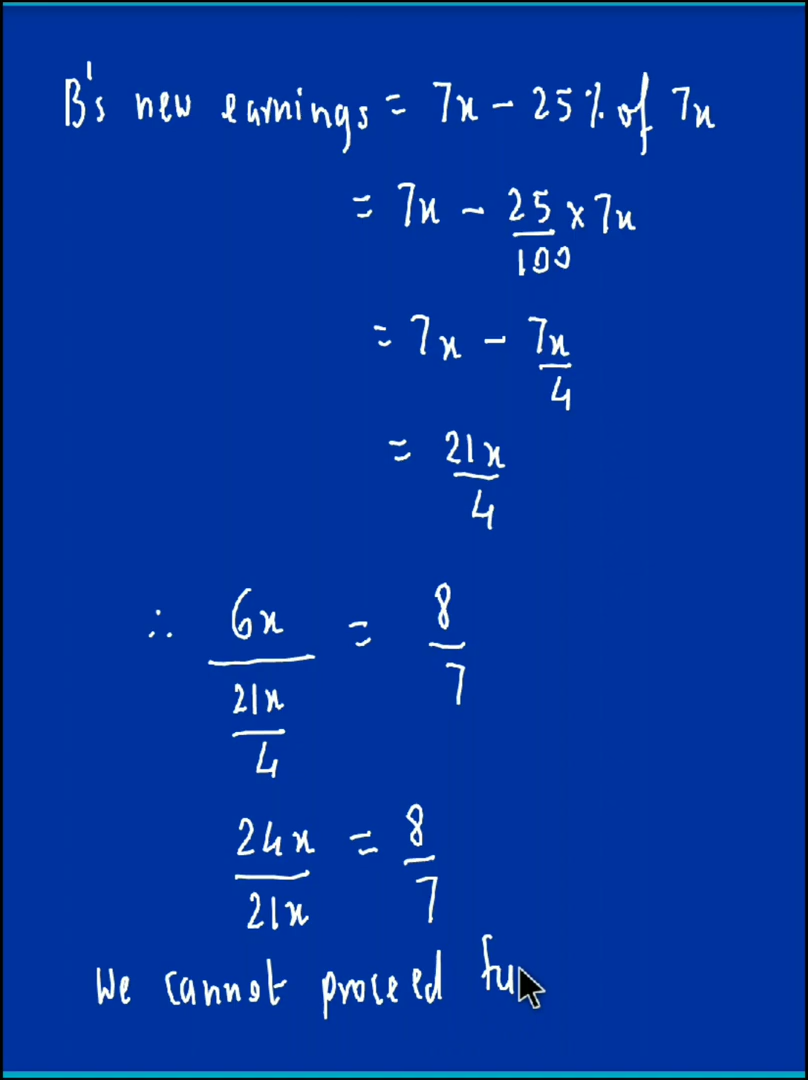 B's new earnings = 7x - 25% of 7x
= 7x - 25/100 × 7x
= 7x - 7x/4
= 21x/4
∴ 6x/(21x/4) = 8/7
24x/21x = 8/7
We cannot proceed fu